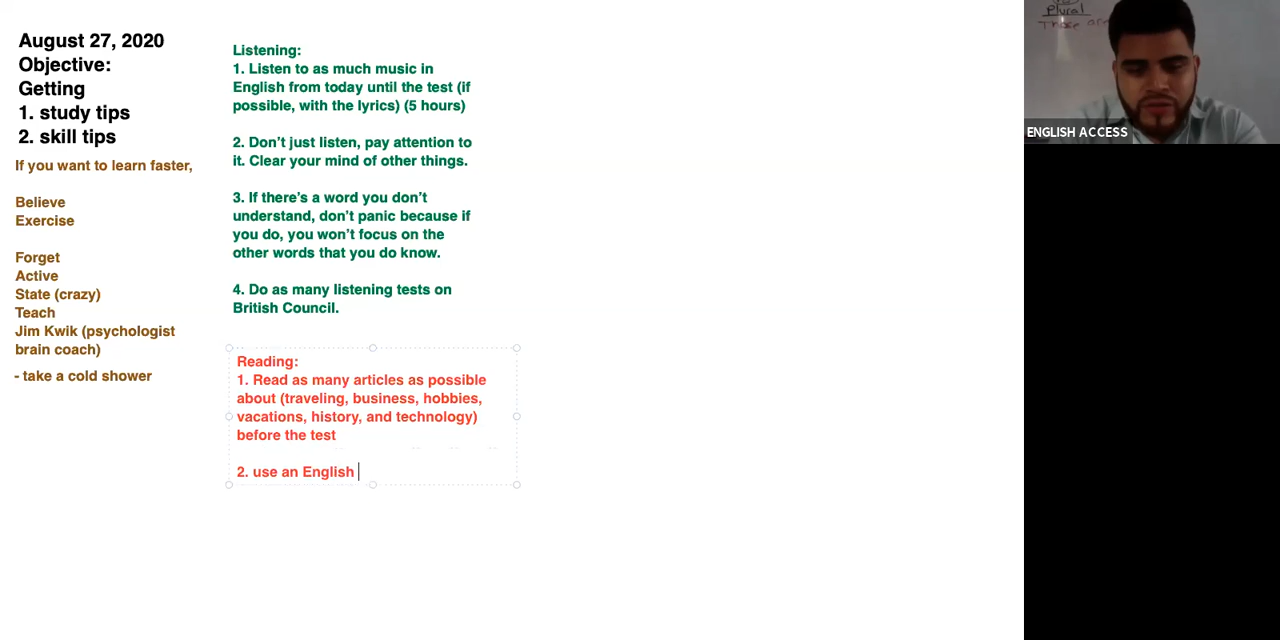 August 27, 2020
Objective:
Getting
1. study tips
2. skill tips
If you want to learn faster,
Believe
Exercise
Forget
Active
State (crazy)
Teach
Jim Kwik (psychologist
brain coach)
- take a cold shower
Listening:
1. Listen to as much music in
English from today until the test (if
possible, with the lyrics) (5 hours)
2. Don't just listen, pay attention to
it. Clear your mind of other things.
3. If there's a word you don't
understand, don't panic because if
you do, you won't focus on the
other words that you do know.
4. Do as many listening tests on
British Council.
Reading:
1. Read as many articles as possible
about (traveling, business, hobbies,
vacations, history, and technology)
before the test
2. use an English
Plural
Those are
ENGLISH ACCESS